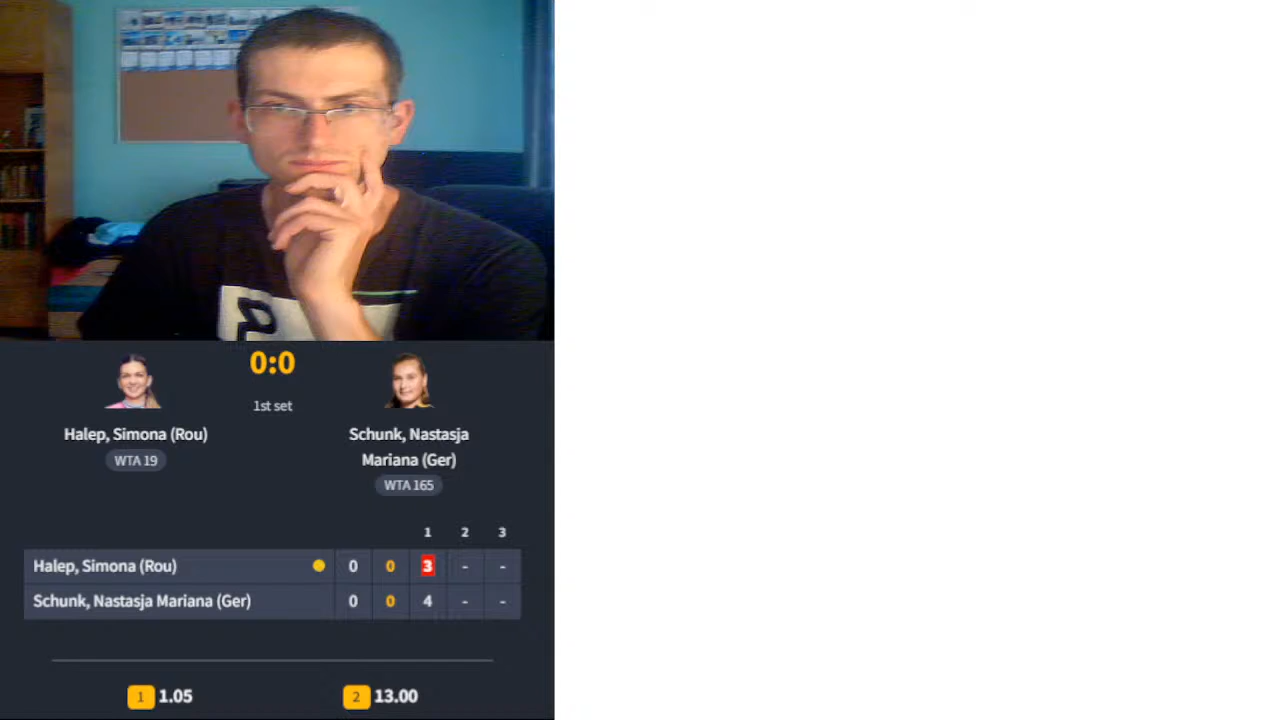 0:0
1st set
Halep, Simona (Rou)
WTA 19
Schunk, Nastasja
Mariana (Ger)
WTA 165
1 2 3
Halep, Simona (Rou) 0 0 3 - -
Schunk, Nastasja Mariana (Ger) 0 0 4 - -
1 1.05 2 13.00